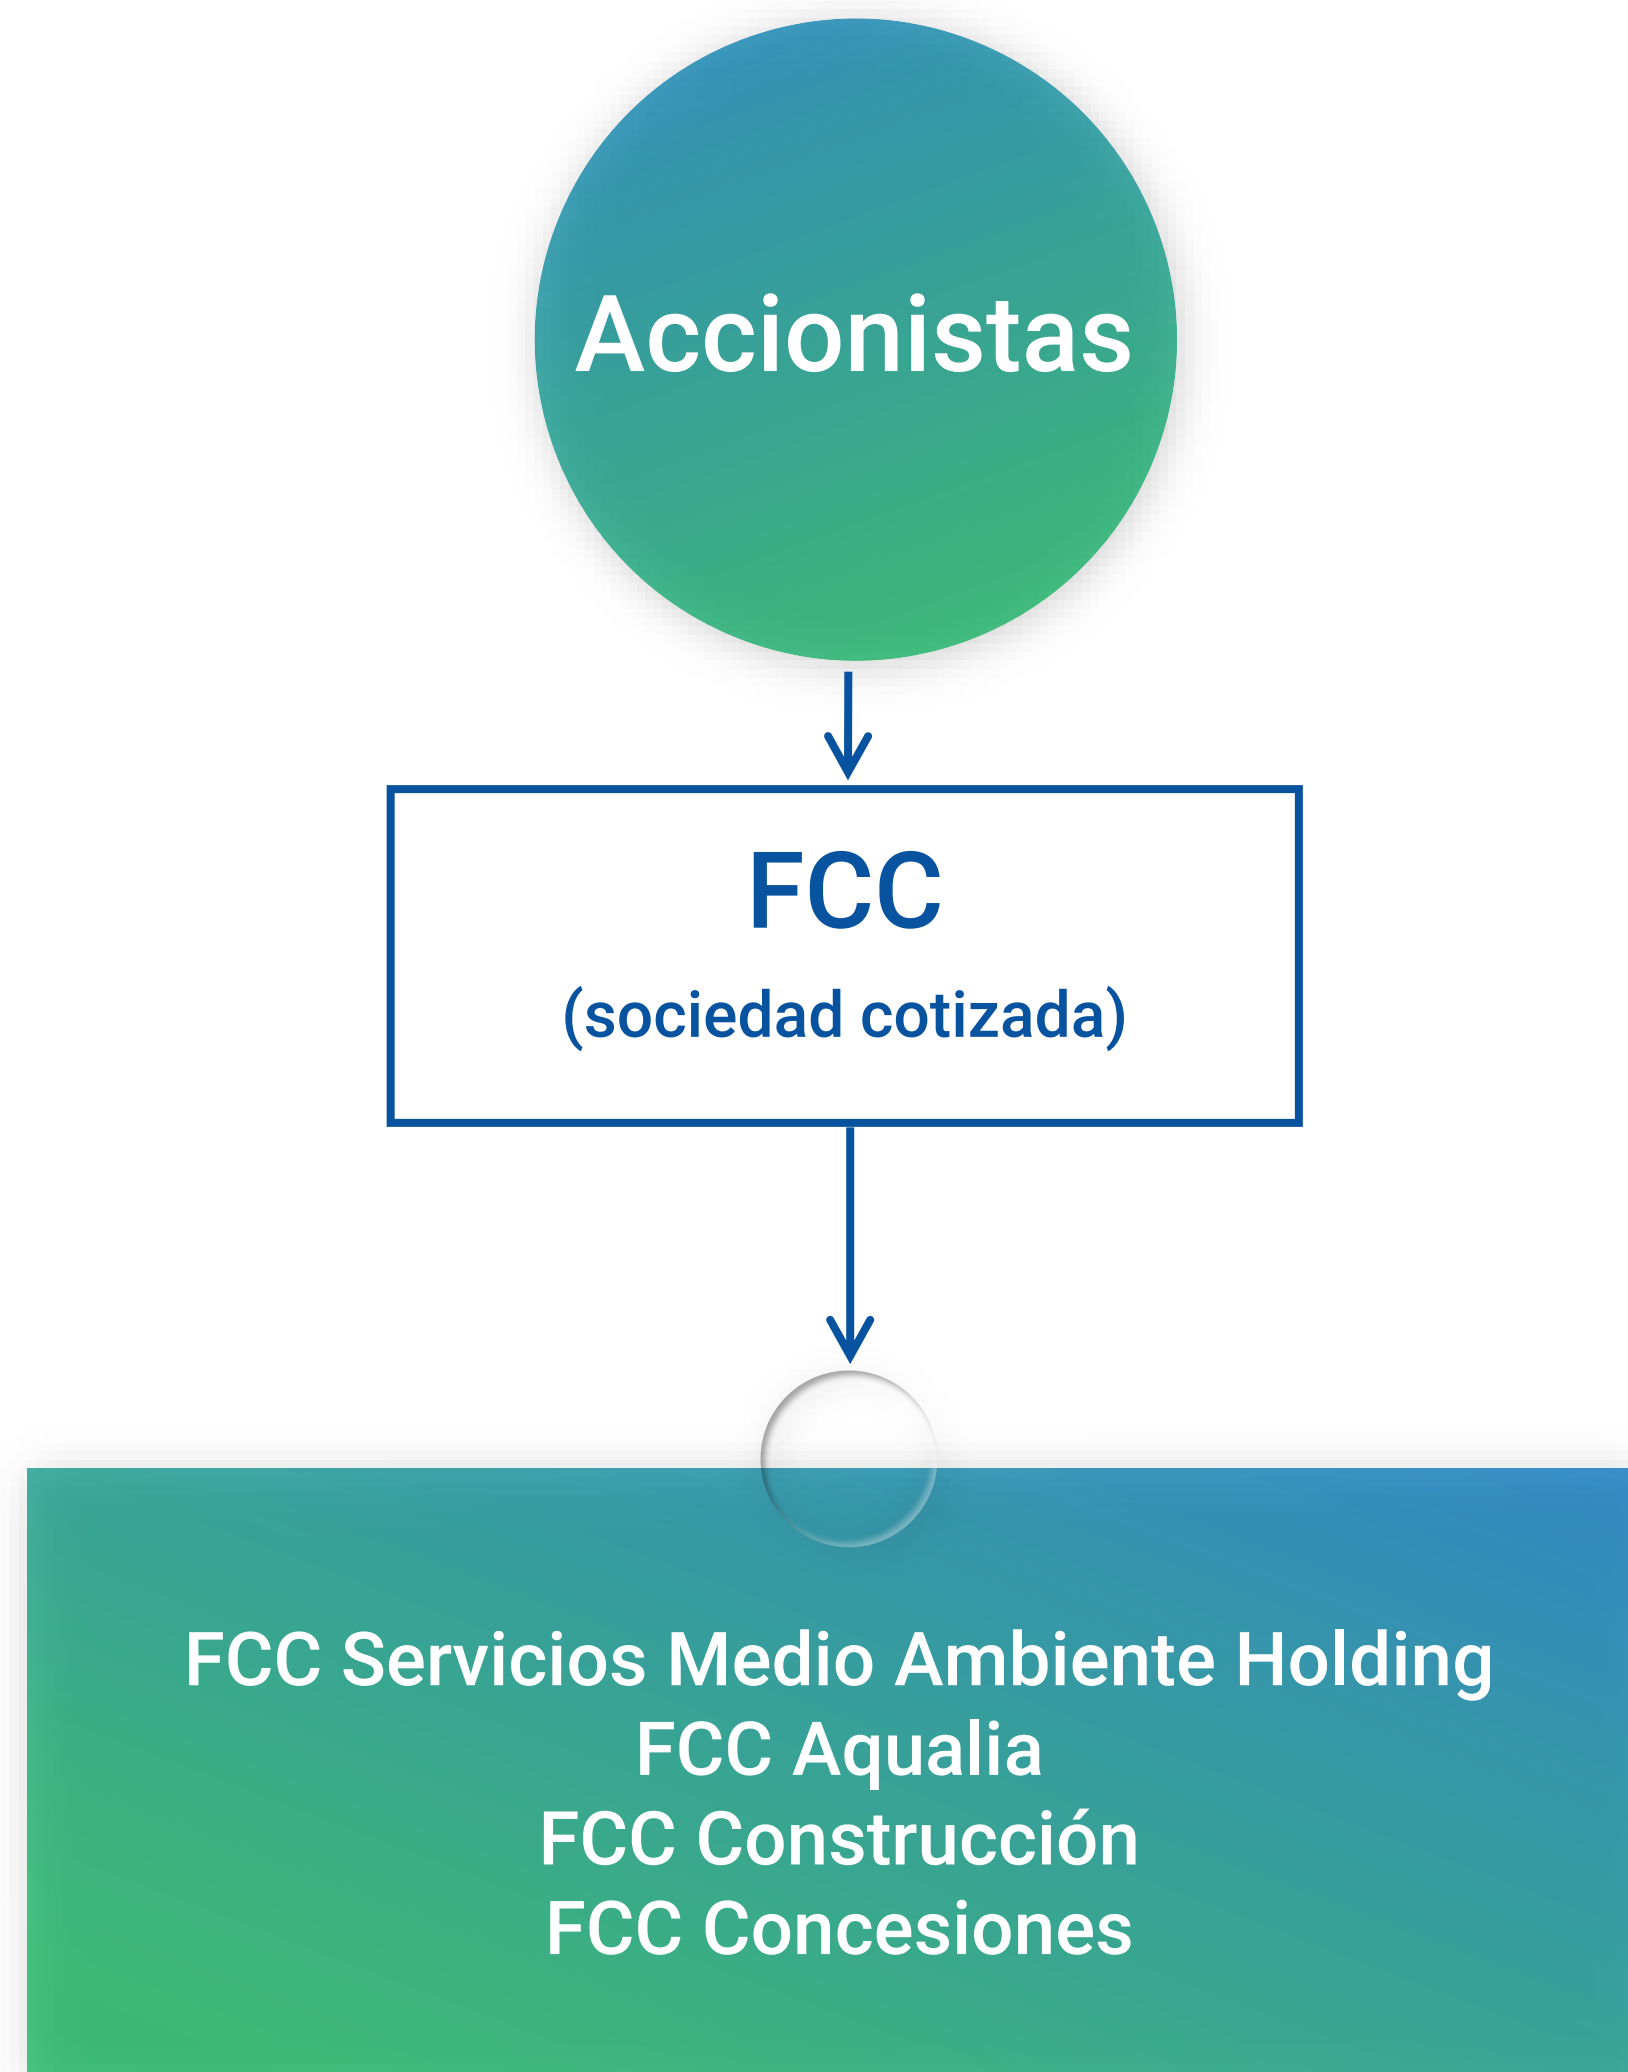 Accionistas
FCC
(sociedad cotizada)
FCC Servicios Medio Ambiente Holding
FCC Aqualia
FCC Construcción
FCC Concesiones